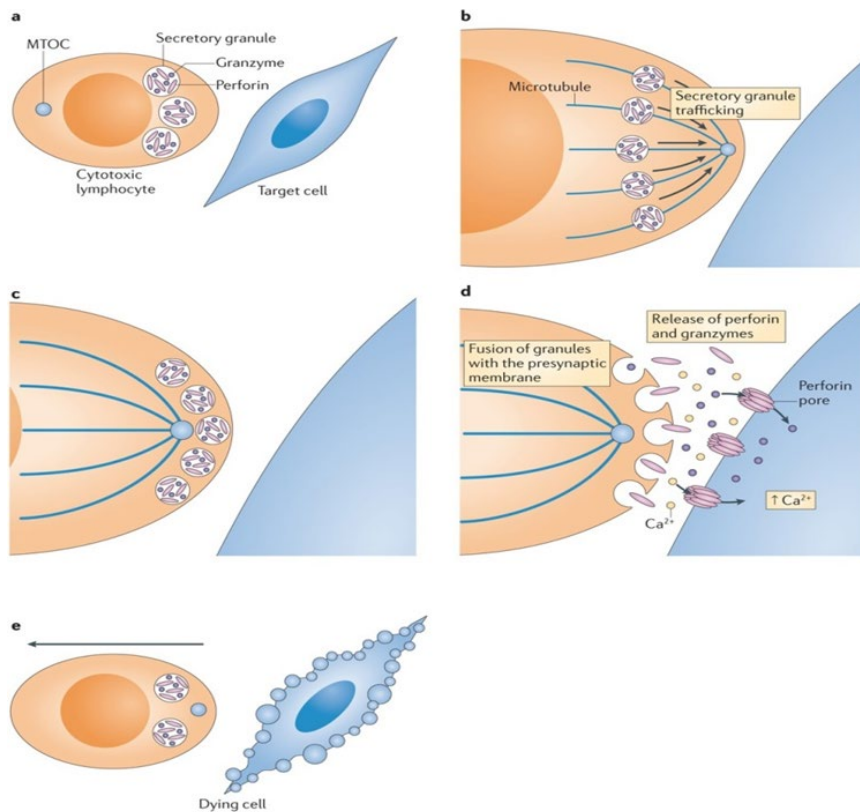 a
MTOC
Secretory granule
Granzyme
Perforin
Cytotoxic
lymphocyte
Target cell
b
Microtubule
Secretory granule
trafficking
c
d
Release of perforin
and granzymes
Fusion of granules
with the presynaptic
membrane
Perforin
pore
Ca²⁺
↑ Ca²⁺
e
Dying cell